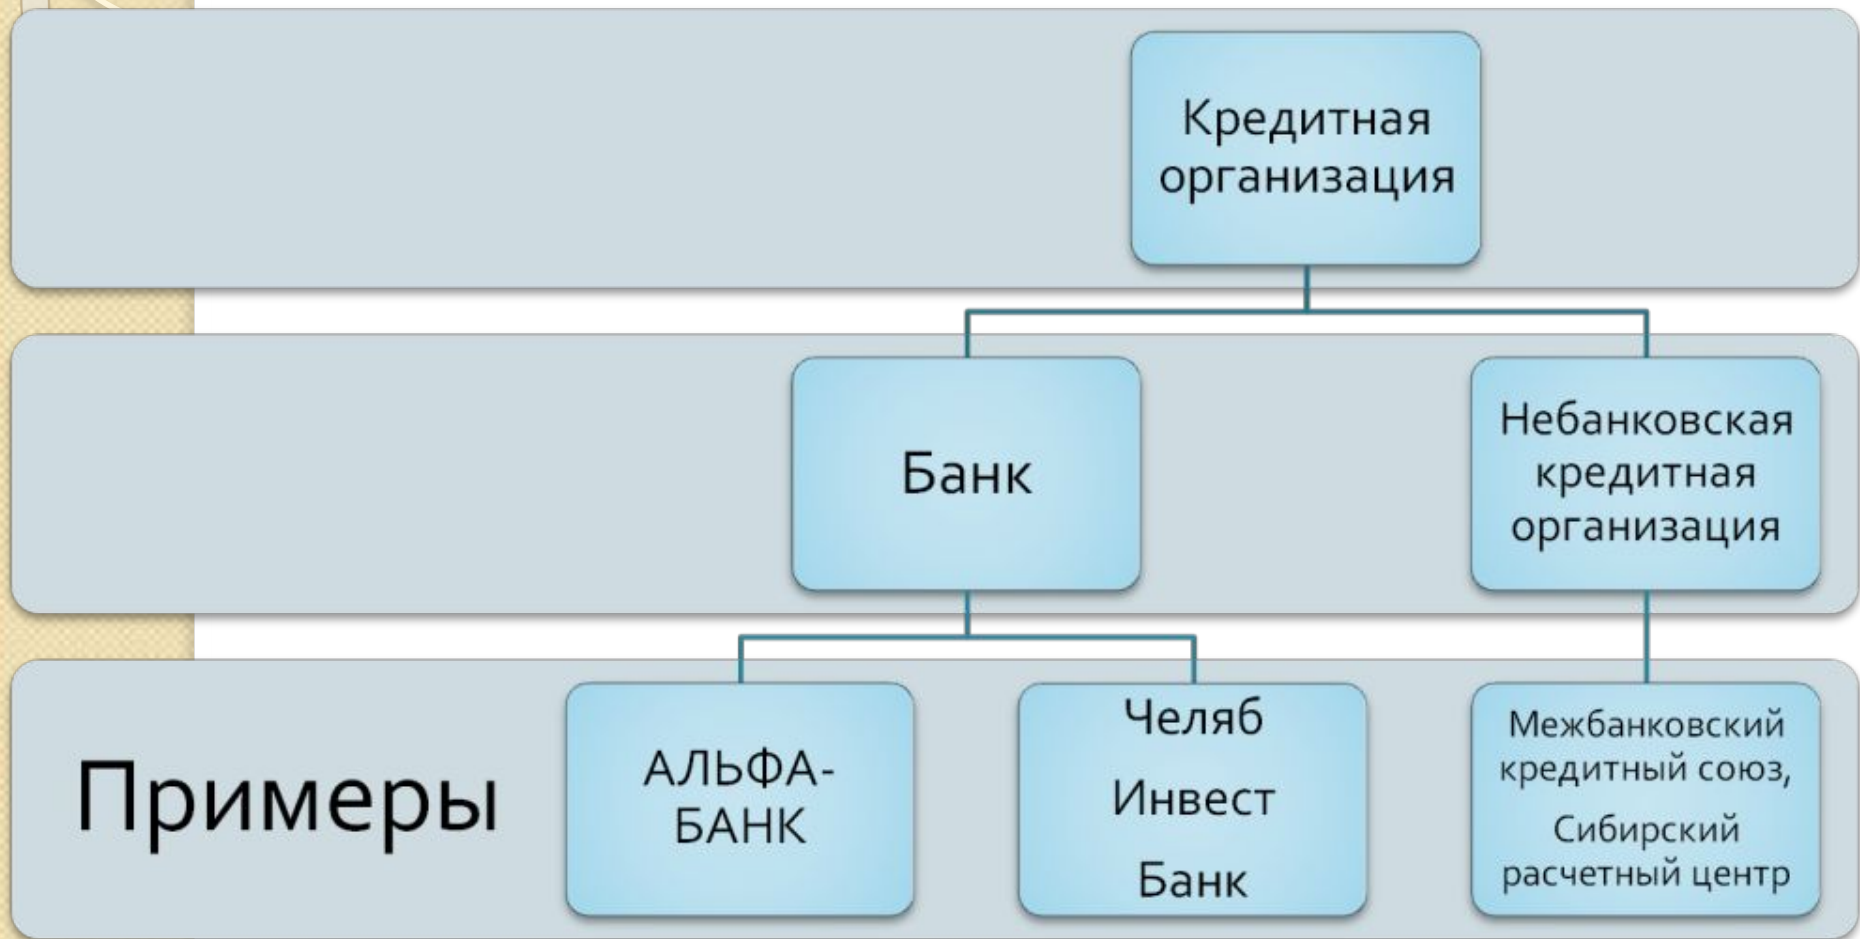 Кредитная
организация
Банк
Небанковская
кредитная
организация
Примеры
АЛЬФА-
БАНК
Челяб
Инвест
Банк
Межбанковский
кредитный союз,
Сибирский
расчетный центр